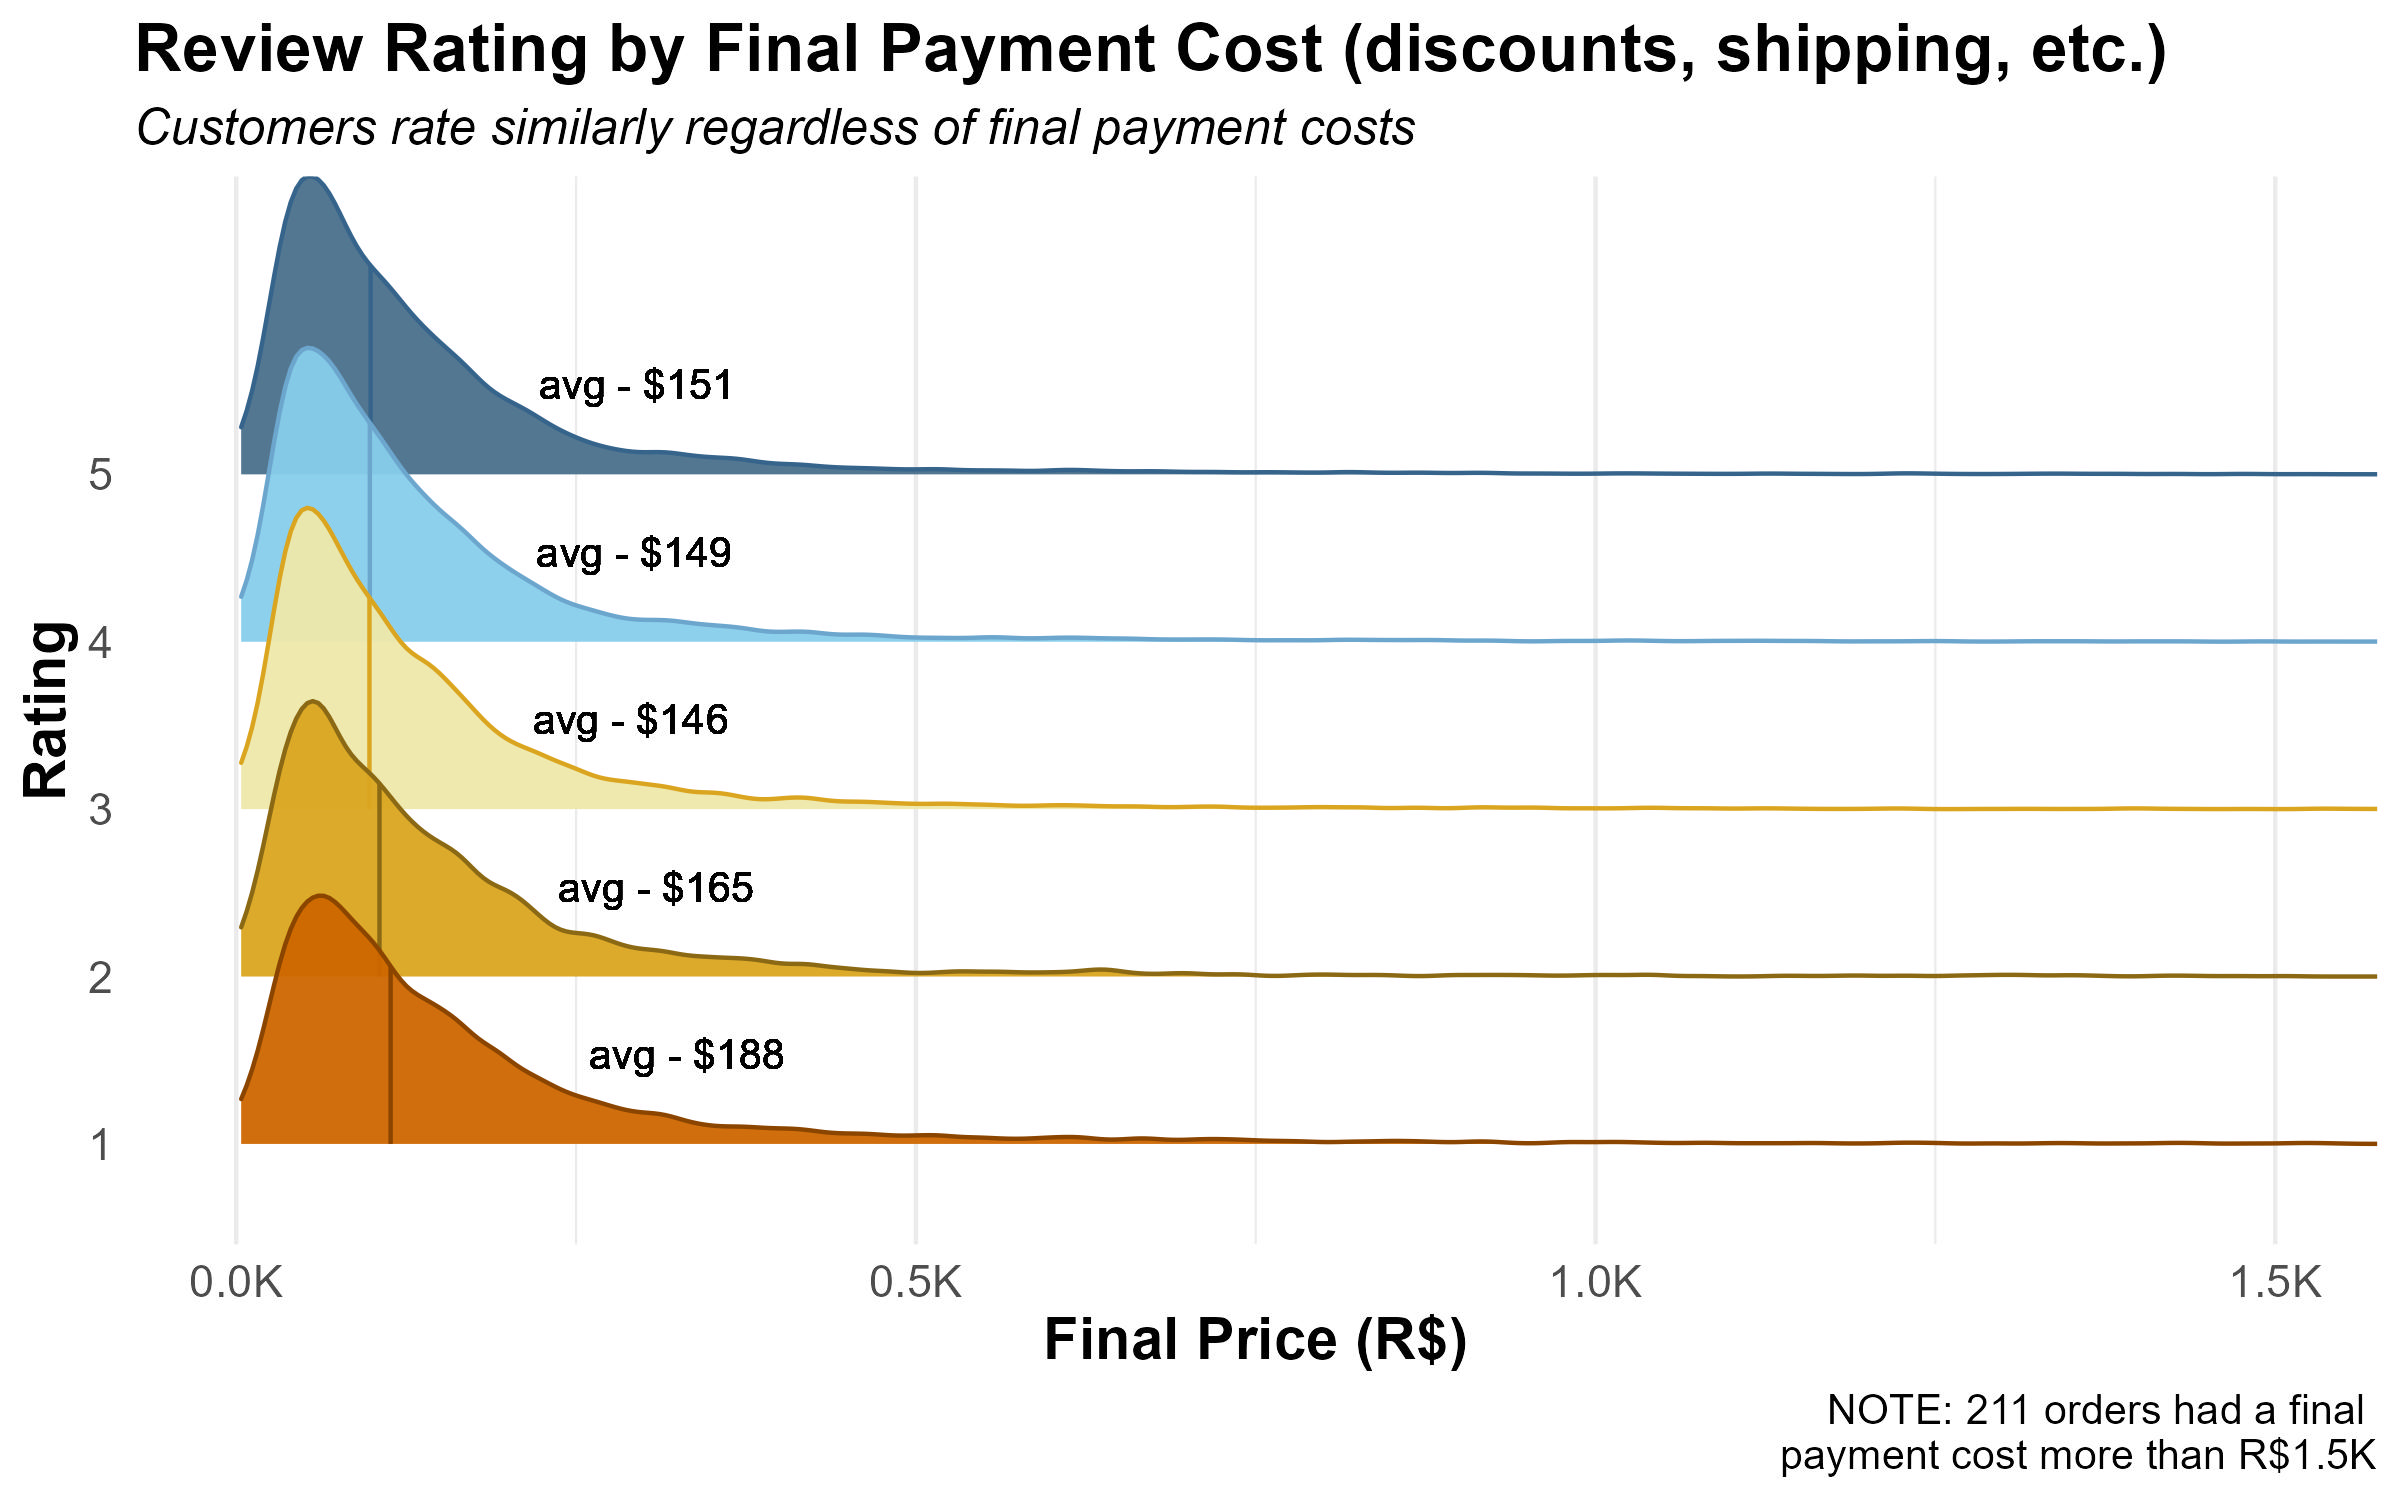 Review Rating by Final Payment Cost (discounts, shipping, etc.)
Customers rate similarly regardless of final payment costs
avg - $151
5
avg - $149
4
avg - $146
3
avg - $165
2
avg - $188
1
Rating
0.0K 0.5K 1.0K 1.5K
Final Price (R$)
NOTE: 211 orders had a final
payment cost more than R$1.5K